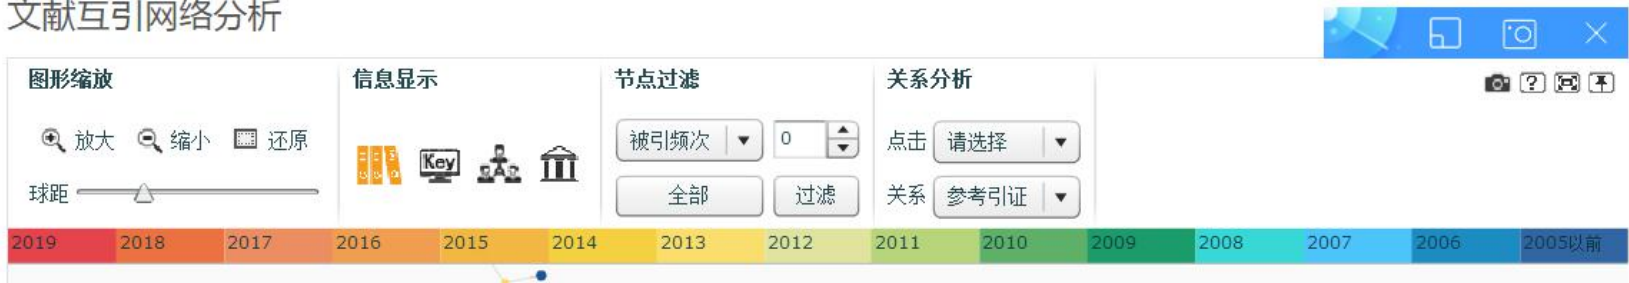 文献互引网络分析
图形缩放 信息显示 节点过滤 关系分析
放大 缩小 还原 Key 被引频次 0 点击 请选择
球距 全部 过滤 关系 参考引证
2019 2018 2017 2016 2015 2014 2013 2012 2011 2010 2009 2008 2007 2006 2005以前